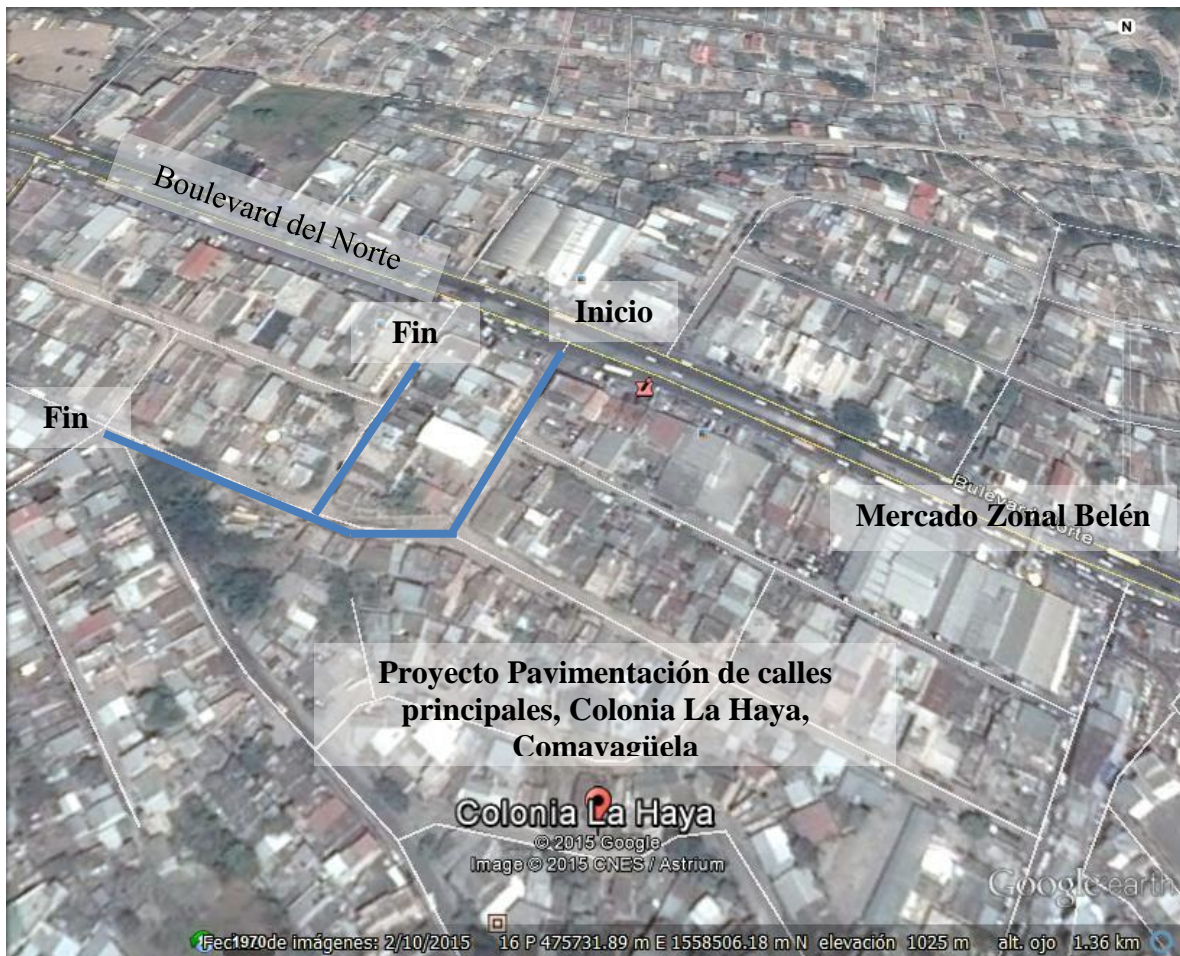 N
Boulevard del Norte
Inicio
Fin
Fin
Bulevar Norte
Mercado Zonal Belén
Proyecto Pavimentación de calles
principales, Colonia La Haya,
Comayagüela
Colonia La Haya
© 2015 Google
Image © 2015 CNES / Astrium
Google earth
1970
Fecha de imágenes: 2/10/2015 16 P 475731.89 m E 1558506.18 m N elevación 1025 m alt. ojo 1.36 km